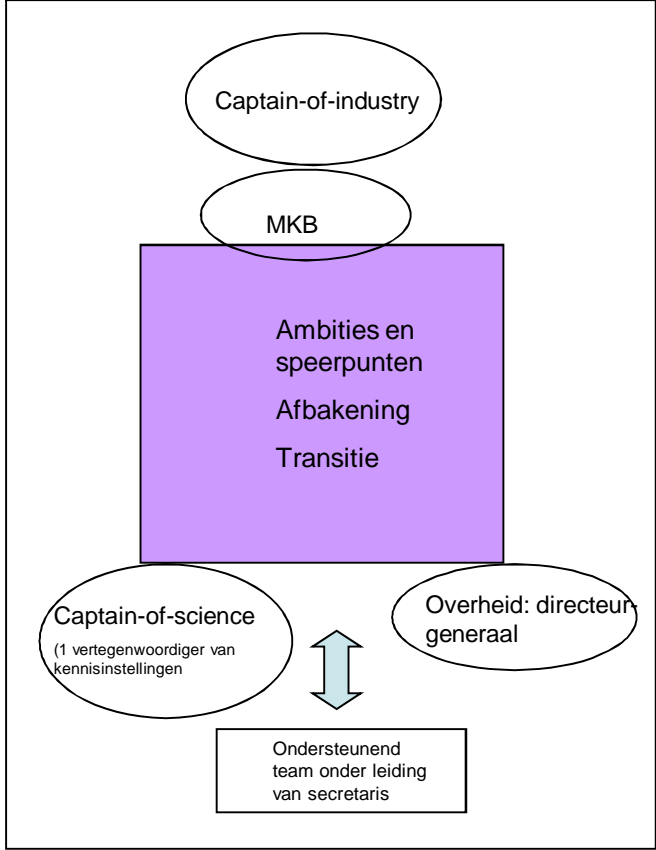 Captain-of-industry
MKB
Ambities en
speerpunten
Afbakening
Transitie
Captain-of-science
(1 vertegenwoordiger van
kennisinstellingen
Overheid: directeur-
generaal
Ondersteunend
team onder leiding
van secretaris